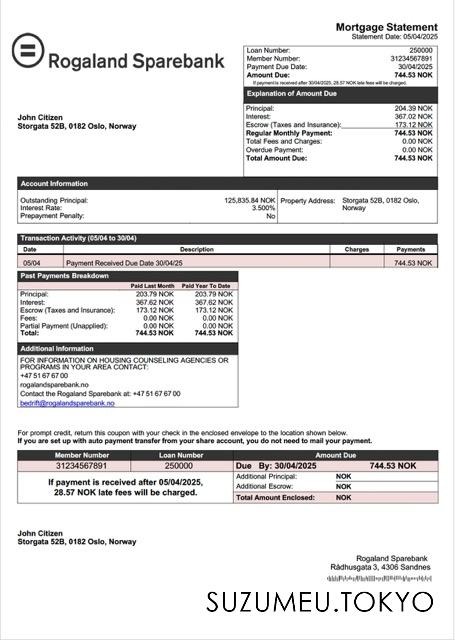 Mortgage Statement
Statement Date: 05/04/2025
Rogaland Sparebank
Loan Number: 250000
Member Number: 31234567891
Payment Due Date: 30/04/2025
Amount Due: 744.53 NOK
If payment is received after 30/04/2025, 28.57 NOK late fees will be charged.
Explanation of Amount Due
Principal: 204.39 NOK
Interest: 367.02 NOK
Escrow (Taxes and Insurance): 173.12 NOK
Regular Monthly Payment: 744.53 NOK
Total Fees and Charges: 0.00 NOK
Overdue Payment: 0.00 NOK
Total Amount Due: 744.53 NOK
John Citizen
Storgata 52B, 0182 Oslo, Norway
Account Information
Outstanding Principal: 125,835.84 NOK
Interest Rate: 3.500%
Prepayment Penalty: No
Property Address: Storgata 52B, 0182 Oslo,
Norway
Transaction Activity (05/04 to 30/04)
Date Description Charges Payments
05/04 Payment Received Due Date 30/04/25 744.53 NOK
Past Payments Breakdown
Paid Last Month Paid Year To Date
Principal: 203.79 NOK 203.79 NOK
Interest: 367.62 NOK 367.62 NOK
Escrow (Taxes and Insurance): 173.12 NOK 173.12 NOK
Fees: 0.00 NOK 0.00 NOK
Partial Payment (Unapplied): 0.00 NOK 0.00 NOK
Total: 744.53 NOK 744.53 NOK
Additional Information
FOR INFORMATION ON HOUSING COUNSELING AGENCIES OR
PROGRAMS IN YOUR AREA CONTACT:
+47 51 67 67 00
rogalandsparebank.no
Contact the Rogaland Sparebank at: +47 51 67 67 00
bedrift@rogalandsparebank.no
For prompt credit, return this coupon with your check in the enclosed envelope to the location shown below.
If you are set up with auto payment transfer from your share account, you do not need to mail your payment.
Member Number Loan Number Amount Due
31234567891 250000 Due By: 30/04/2025 744.53 NOK
If payment is received after 05/04/2025,
28.57 NOK late fees will be charged.
Additional Principal: NOK
Additional Escrow: NOK
Total Amount Enclosed: NOK
John Citizen
Storgata 52B, 0182 Oslo, Norway
Rogaland Sparebank
Rådhusgata 3, 4306 Sandnes
SUZUMEU.TOKYO